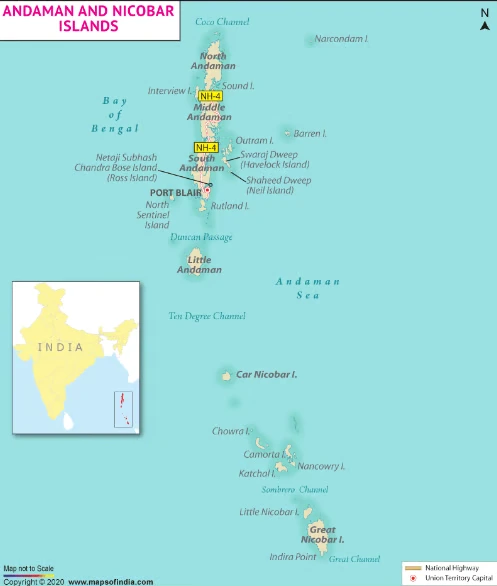 ANDAMAN AND NICOBAR
ISLANDS
N
Coco Channel
Narcondam I.
North
Andaman
Interview I.
Sound I.
NH-4
Bay
of
Bengal
Middle
Andaman
Barren I.
Outram I.
NH-4
Swaraj Dweep
(Havelock Island)
Netaji Subhash
Chandra Bose Island
(Ross Island)
South
Andaman
Shaheed Dweep
(Neil Island)
PORT BLAIR
North
Sentinel
Island
Rutland I.
Duncan Passage
Little
Andaman
Andaman
Sea
Ten Degree Channel
INDIA
Car Nicobar I.
Chowra I.
Camorta I.
Nancowry I.
Katchal I.
Sombrero Channel
Little Nicobar I.
Great
Nicobar I.
Indira Point
Great Channel
Map not to Scale
Copyright © 2020 www.mapsofindia.com
National Highway
Union Territory Capital